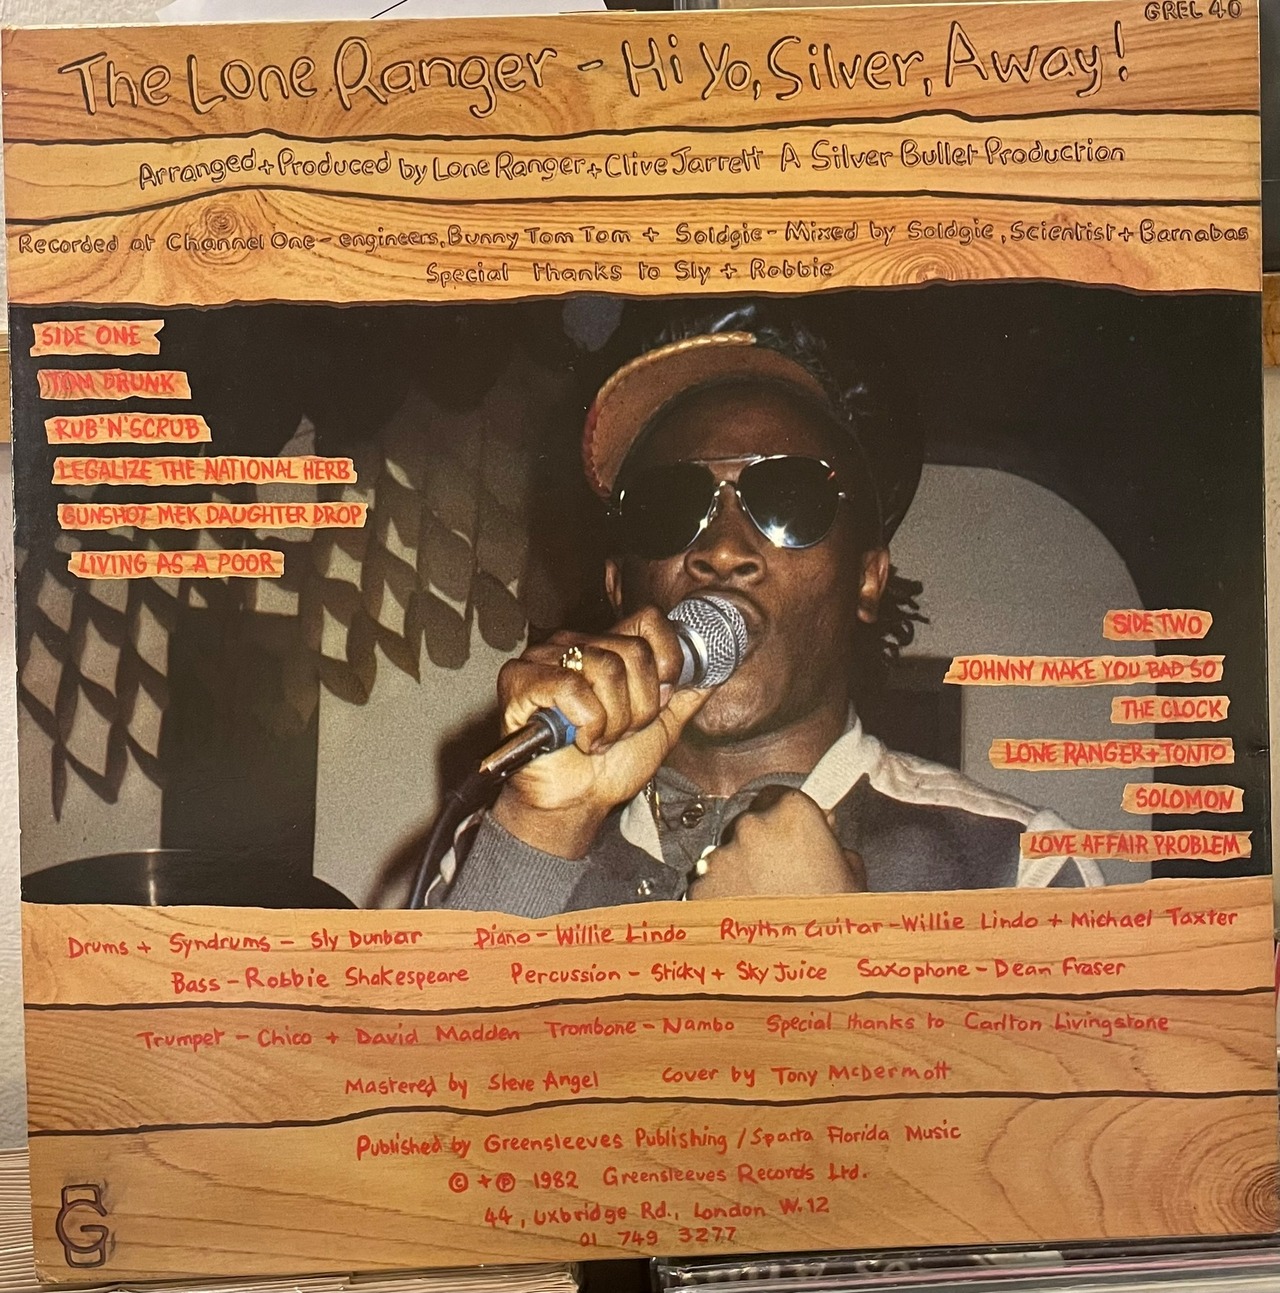 GREL 40
The Lone Ranger - Hi Yo, Silver, Away!
Arranged + Produced by Lone Ranger + Clive Jarrett A Silver Bullet Production
Recorded at Channel One - engineers, Bunny Tom Tom + Soldgie - Mixed by Soldgie, Scientist + Barnabas
Special thanks to Sly + Robbie
SIDE ONE
TOM DRUNK
RUB'N'SCRUB
LEGALIZE THE NATIONAL HERB
GUNSHOT MEK DAUGHTER DROP
LIVING AS A POOR
SIDE TWO
JOHNNY MAKE YOU BAD SO
THE CLOCK
LONE RANGER + TONTO
SOLOMON
LOVE AFFAIR PROBLEM
Drums + Syndrums - Sly Dunbar Piano - Willie Lindo Rhythm Guitar - Willie Lindo + Michael Taxter
Bass - Robbie Shakespeare Percussion - Sticky + Sky Juice Saxophone - Dean Fraser
Trumpet - Chico + David Madden Trombone - Nambo Special thanks to Carlton Livingstone
Mastered by Steve Angel Cover by Tony McDermott
Published by Greensleeves Publishing / Sparta Florida Music
© + ℗ 1982 Greensleeves Records Ltd.
44, Uxbridge Rd., London W.12
01 749 3277
G